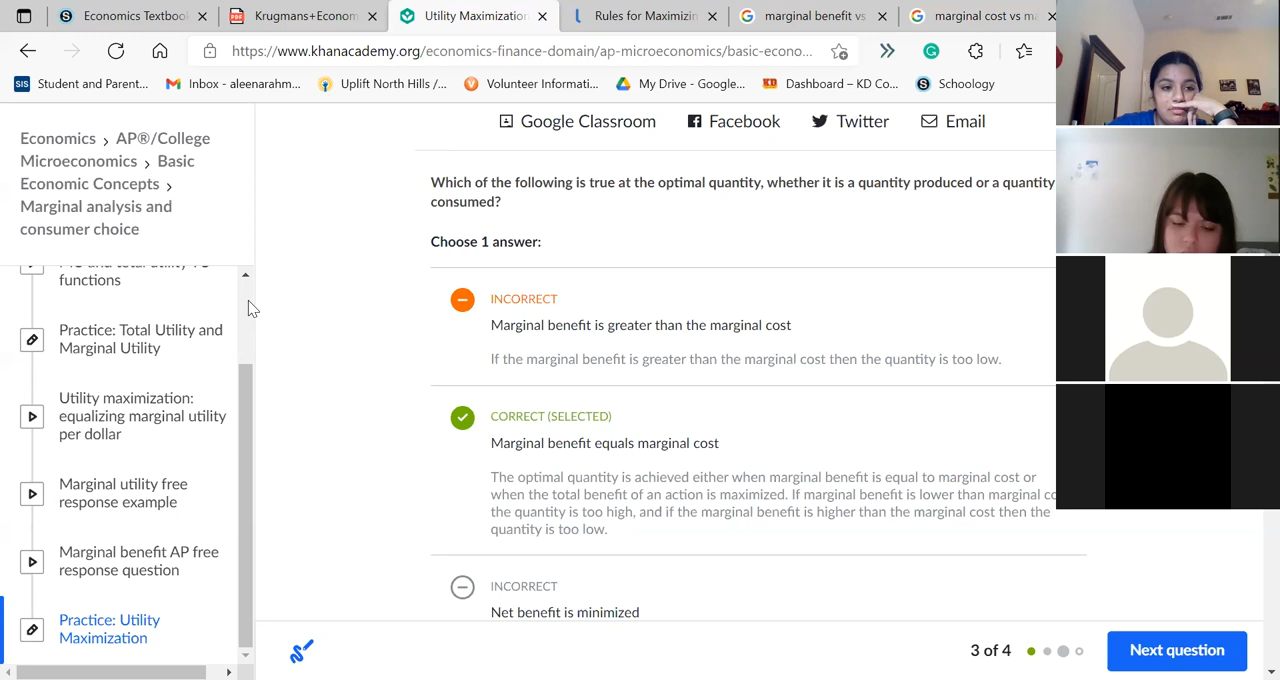 Economics Textbook
Krugmans+Econom
Utility Maximization
Rules for Maximizin
marginal benefit vs
marginal cost vs m
https://www.khanacademy.org/economics-finance-domain/ap-microeconomics/basic-econo...
SIS Student and Parent...
Inbox - aleenarahm...
Uplift North Hills /...
Volunteer Informati...
My Drive - Google...
KD Dashboard – KD Co...
Schoology
Economics > AP®/College
Microeconomics > Basic
Economic Concepts >
Marginal analysis and
consumer choice
functions
Practice: Total Utility and
Marginal Utility
Utility maximization:
equalizing marginal utility
per dollar
Marginal utility free
response example
Marginal benefit AP free
response question
Practice: Utility
Maximization
Google Classroom
Facebook
Twitter
Email
Which of the following is true at the optimal quantity, whether it is a quantity produced or a quantity
consumed?
Choose 1 answer:
INCORRECT
Marginal benefit is greater than the marginal cost
If the marginal benefit is greater than the marginal cost then the quantity is too low.
CORRECT (SELECTED)
Marginal benefit equals marginal cost
The optimal quantity is achieved either when marginal benefit is equal to marginal cost or
when the total benefit of an action is maximized. If marginal benefit is lower than marginal co
the quantity is too high, and if the marginal benefit is higher than the marginal cost then the
quantity is too low.
INCORRECT
Net benefit is minimized
3 of 4
Next question